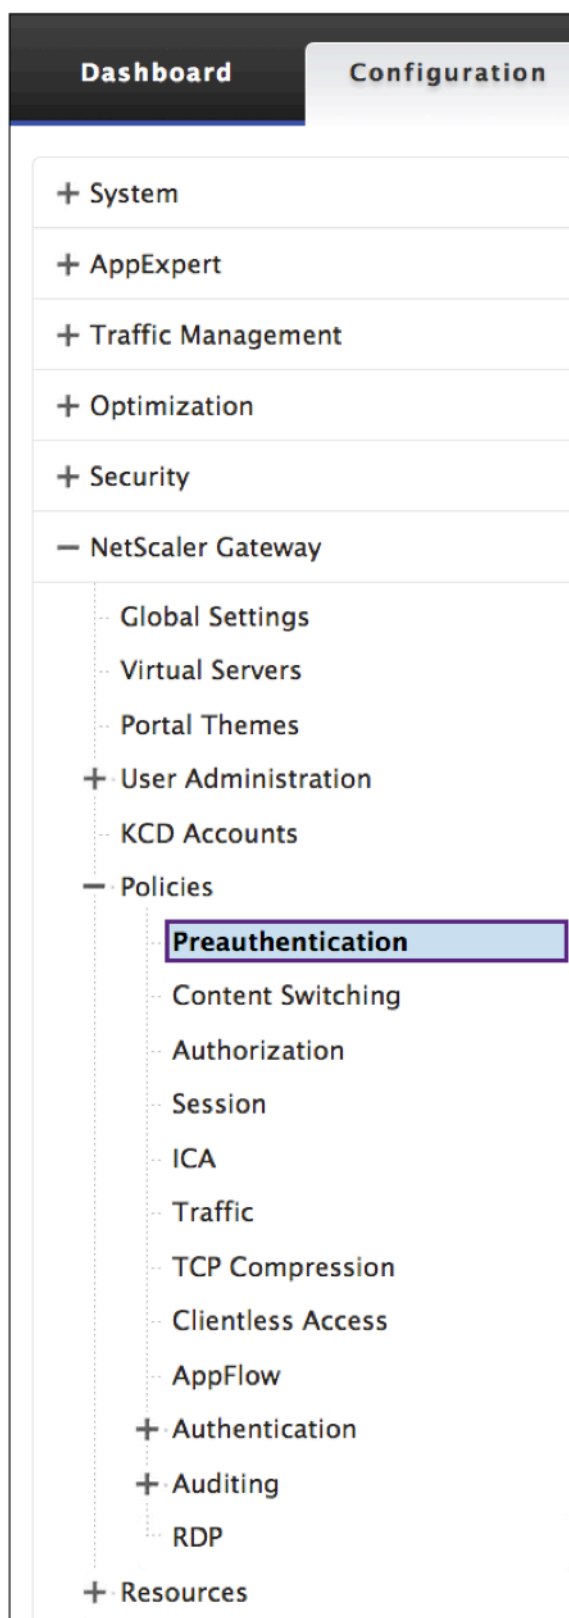 Dashboard Configuration
System
AppExpert
Traffic Management
Optimization
Security
NetScaler Gateway
Global Settings
Virtual Servers
Portal Themes
User Administration
KCD Accounts
Policies
Preauthentication
Content Switching
Authorization
Session
ICA
Traffic
TCP Compression
Clientless Access
AppFlow
Authentication
Auditing
RDP
Resources